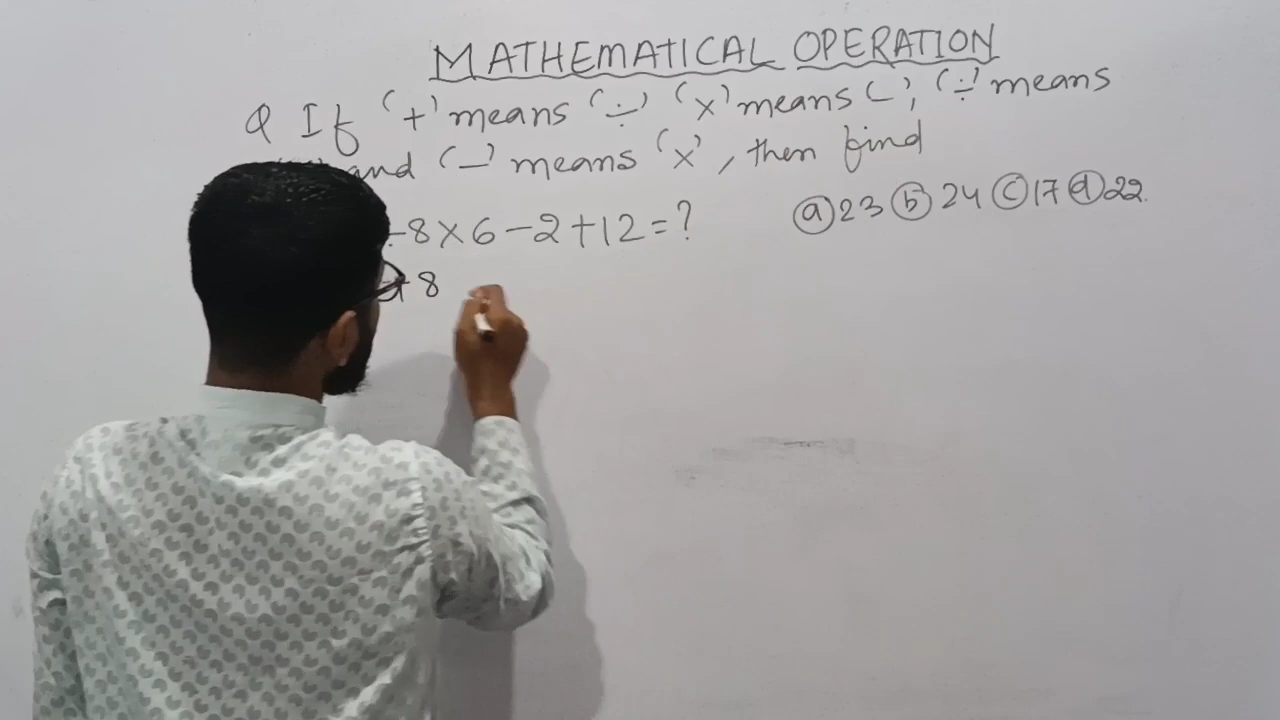 MATHEMATICAL OPERATION
Q If '+' means '÷' 'x' means '-', '÷' means
and '-' means 'x', then find
8 x 6 - 2 + 12 = ? (a) 23 (b) 24 (c) 17 (d) 22
+ 8